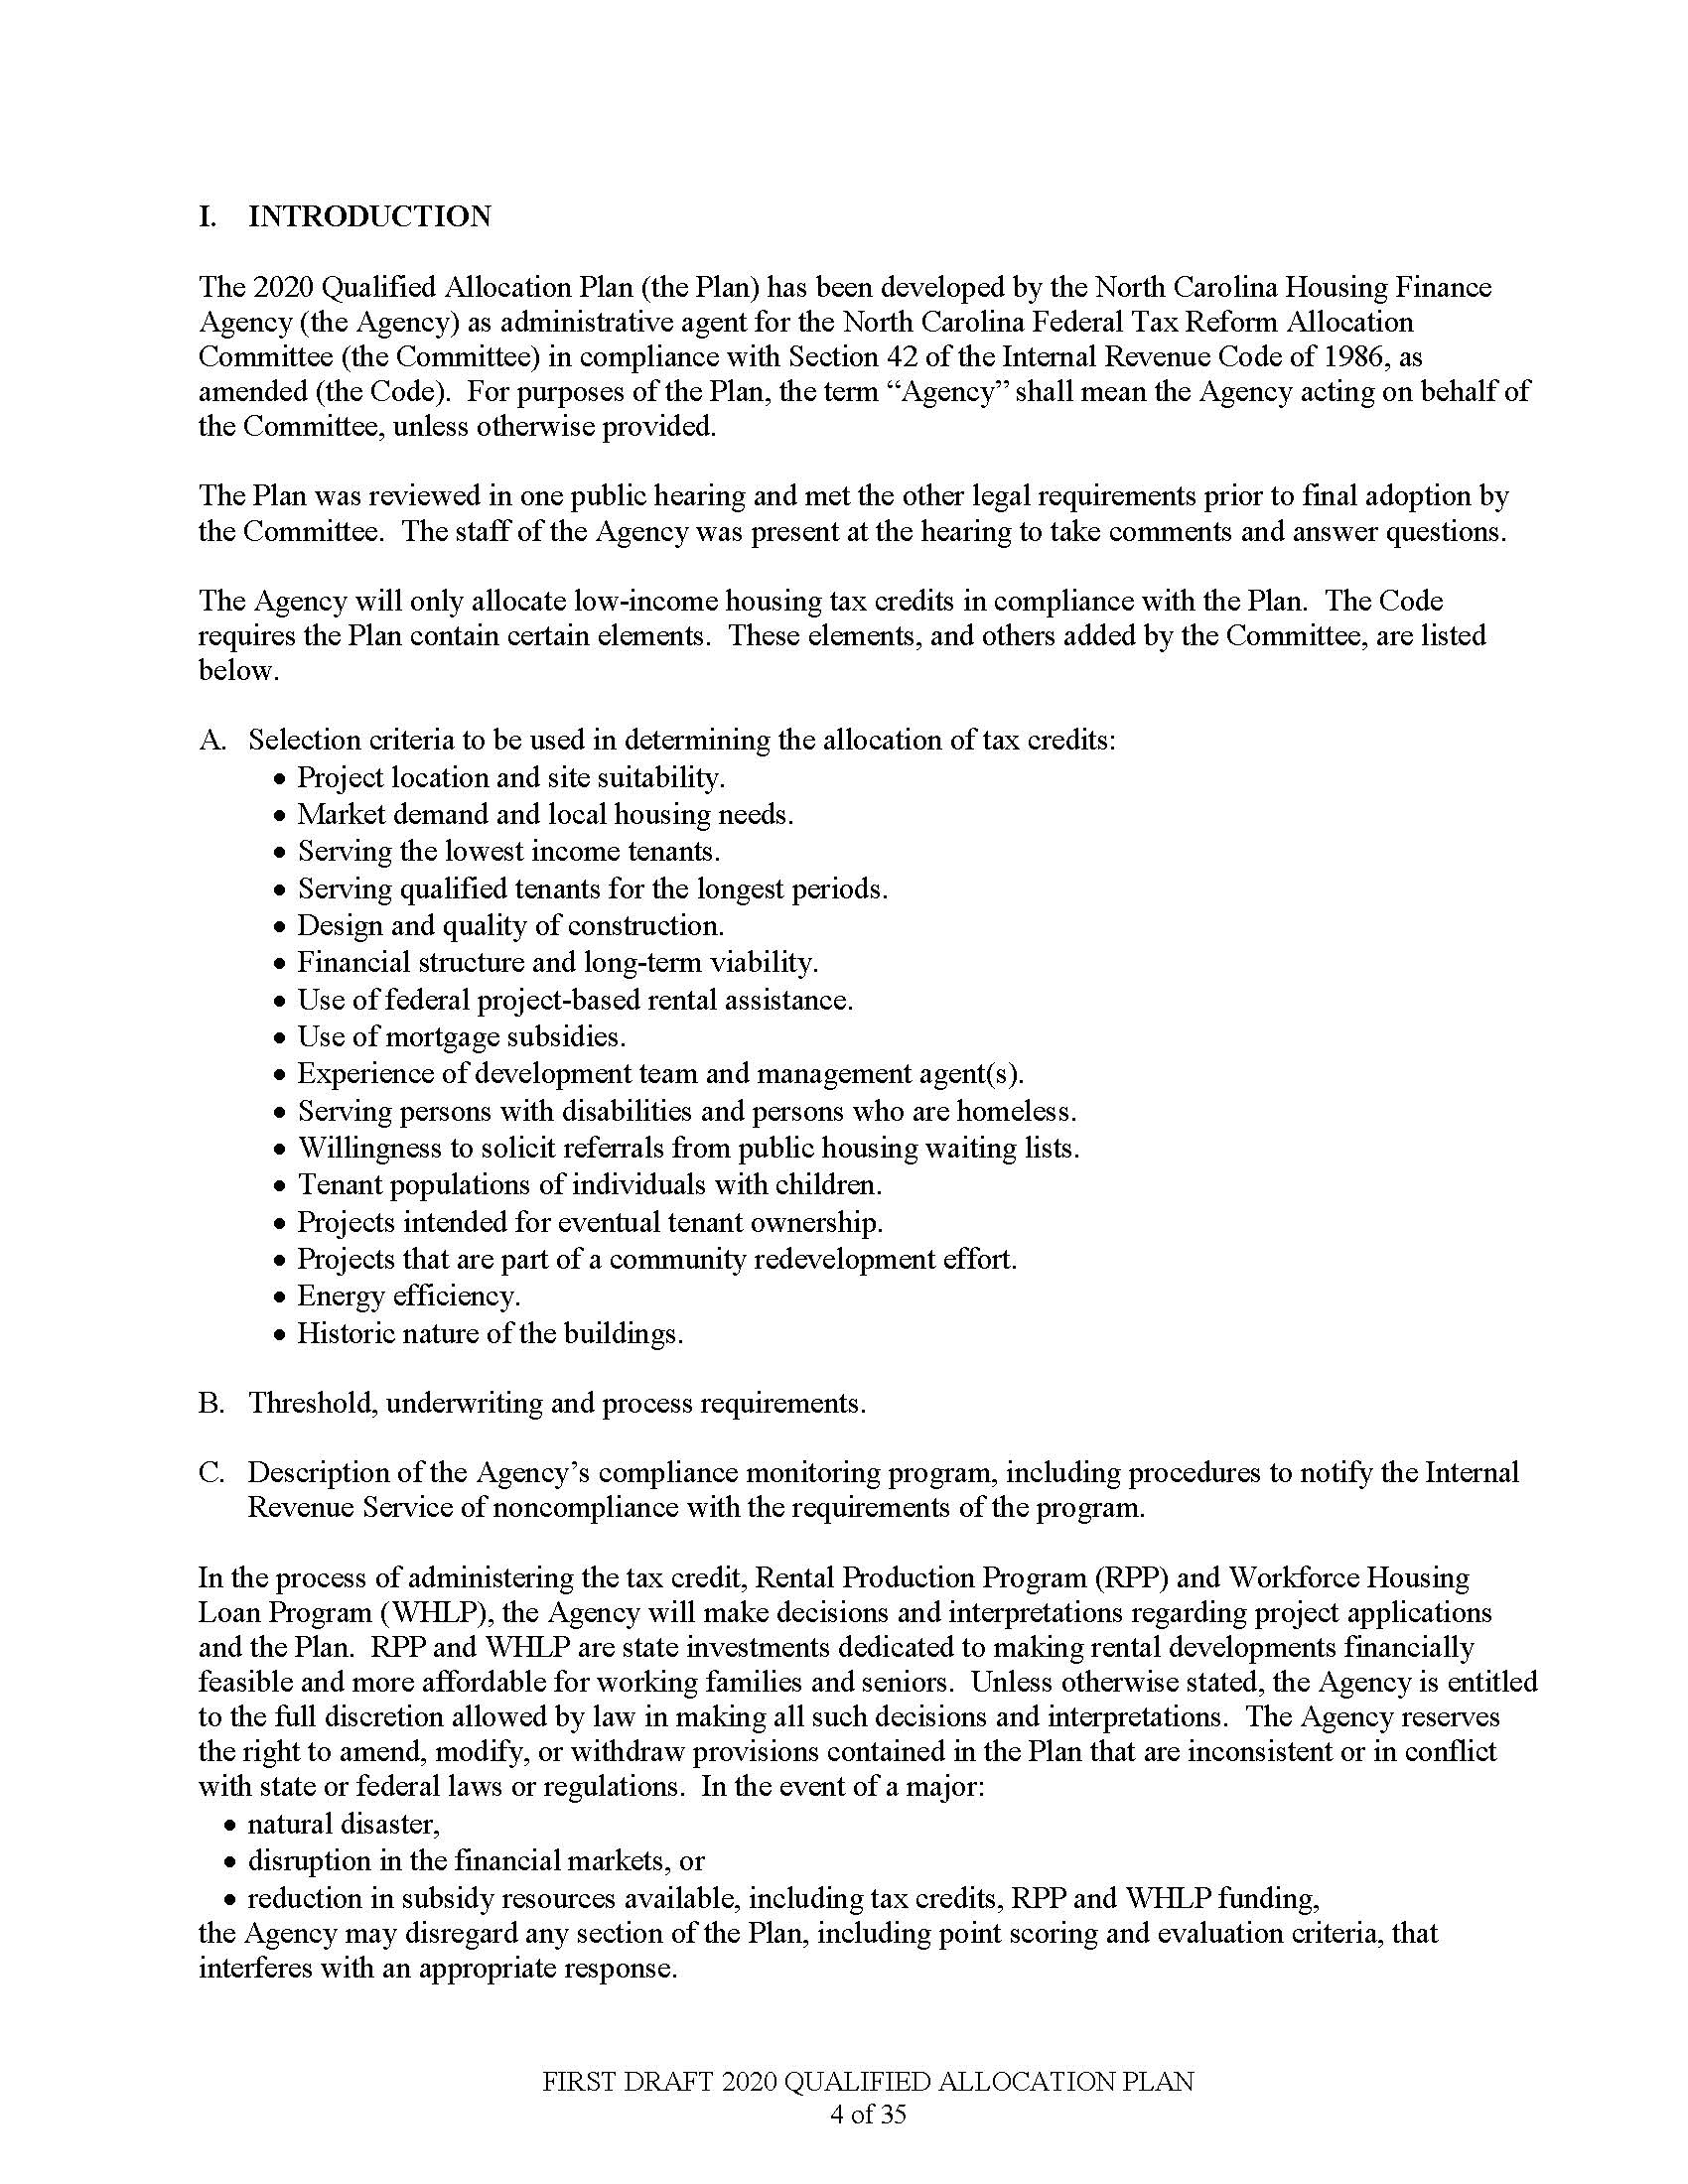 I. INTRODUCTION
The 2020 Qualified Allocation Plan (the Plan) has been developed by the North Carolina Housing Finance
Agency (the Agency) as administrative agent for the North Carolina Federal Tax Reform Allocation
Committee (the Committee) in compliance with Section 42 of the Internal Revenue Code of 1986, as
amended (the Code).  For purposes of the Plan, the term “Agency” shall mean the Agency acting on behalf of
the Committee, unless otherwise provided.
The Plan was reviewed in one public hearing and met the other legal requirements prior to final adoption by
the Committee.  The staff of the Agency was present at the hearing to take comments and answer questions.
The Agency will only allocate low-income housing tax credits in compliance with the Plan.  The Code
requires the Plan contain certain elements.  These elements, and others added by the Committee, are listed
below.
A. Selection criteria to be used in determining the allocation of tax credits:
• Project location and site suitability.
• Market demand and local housing needs.
• Serving the lowest income tenants.
• Serving qualified tenants for the longest periods.
• Design and quality of construction.
• Financial structure and long-term viability.
• Use of federal project-based rental assistance.
• Use of mortgage subsidies.
• Experience of development team and management agent(s).
• Serving persons with disabilities and persons who are homeless.
• Willingness to solicit referrals from public housing waiting lists.
• Tenant populations of individuals with children.
• Projects intended for eventual tenant ownership.
• Projects that are part of a community redevelopment effort.
• Energy efficiency.
• Historic nature of the buildings.
B. Threshold, underwriting and process requirements.
C. Description of the Agency’s compliance monitoring program, including procedures to notify the Internal
Revenue Service of noncompliance with the requirements of the program.
In the process of administering the tax credit, Rental Production Program (RPP) and Workforce Housing
Loan Program (WHLP), the Agency will make decisions and interpretations regarding project applications
and the Plan.  RPP and WHLP are state investments dedicated to making rental developments financially
feasible and more affordable for working families and seniors.  Unless otherwise stated, the Agency is entitled
to the full discretion allowed by law in making all such decisions and interpretations.  The Agency reserves
the right to amend, modify, or withdraw provisions contained in the Plan that are inconsistent or in conflict
with state or federal laws or regulations.  In the event of a major:
• natural disaster,
• disruption in the financial markets, or
• reduction in subsidy resources available, including tax credits, RPP and WHLP funding,
the Agency may disregard any section of the Plan, including point scoring and evaluation criteria, that
interferes with an appropriate response.
FIRST DRAFT 2020 QUALIFIED ALLOCATION PLAN
4 of 35